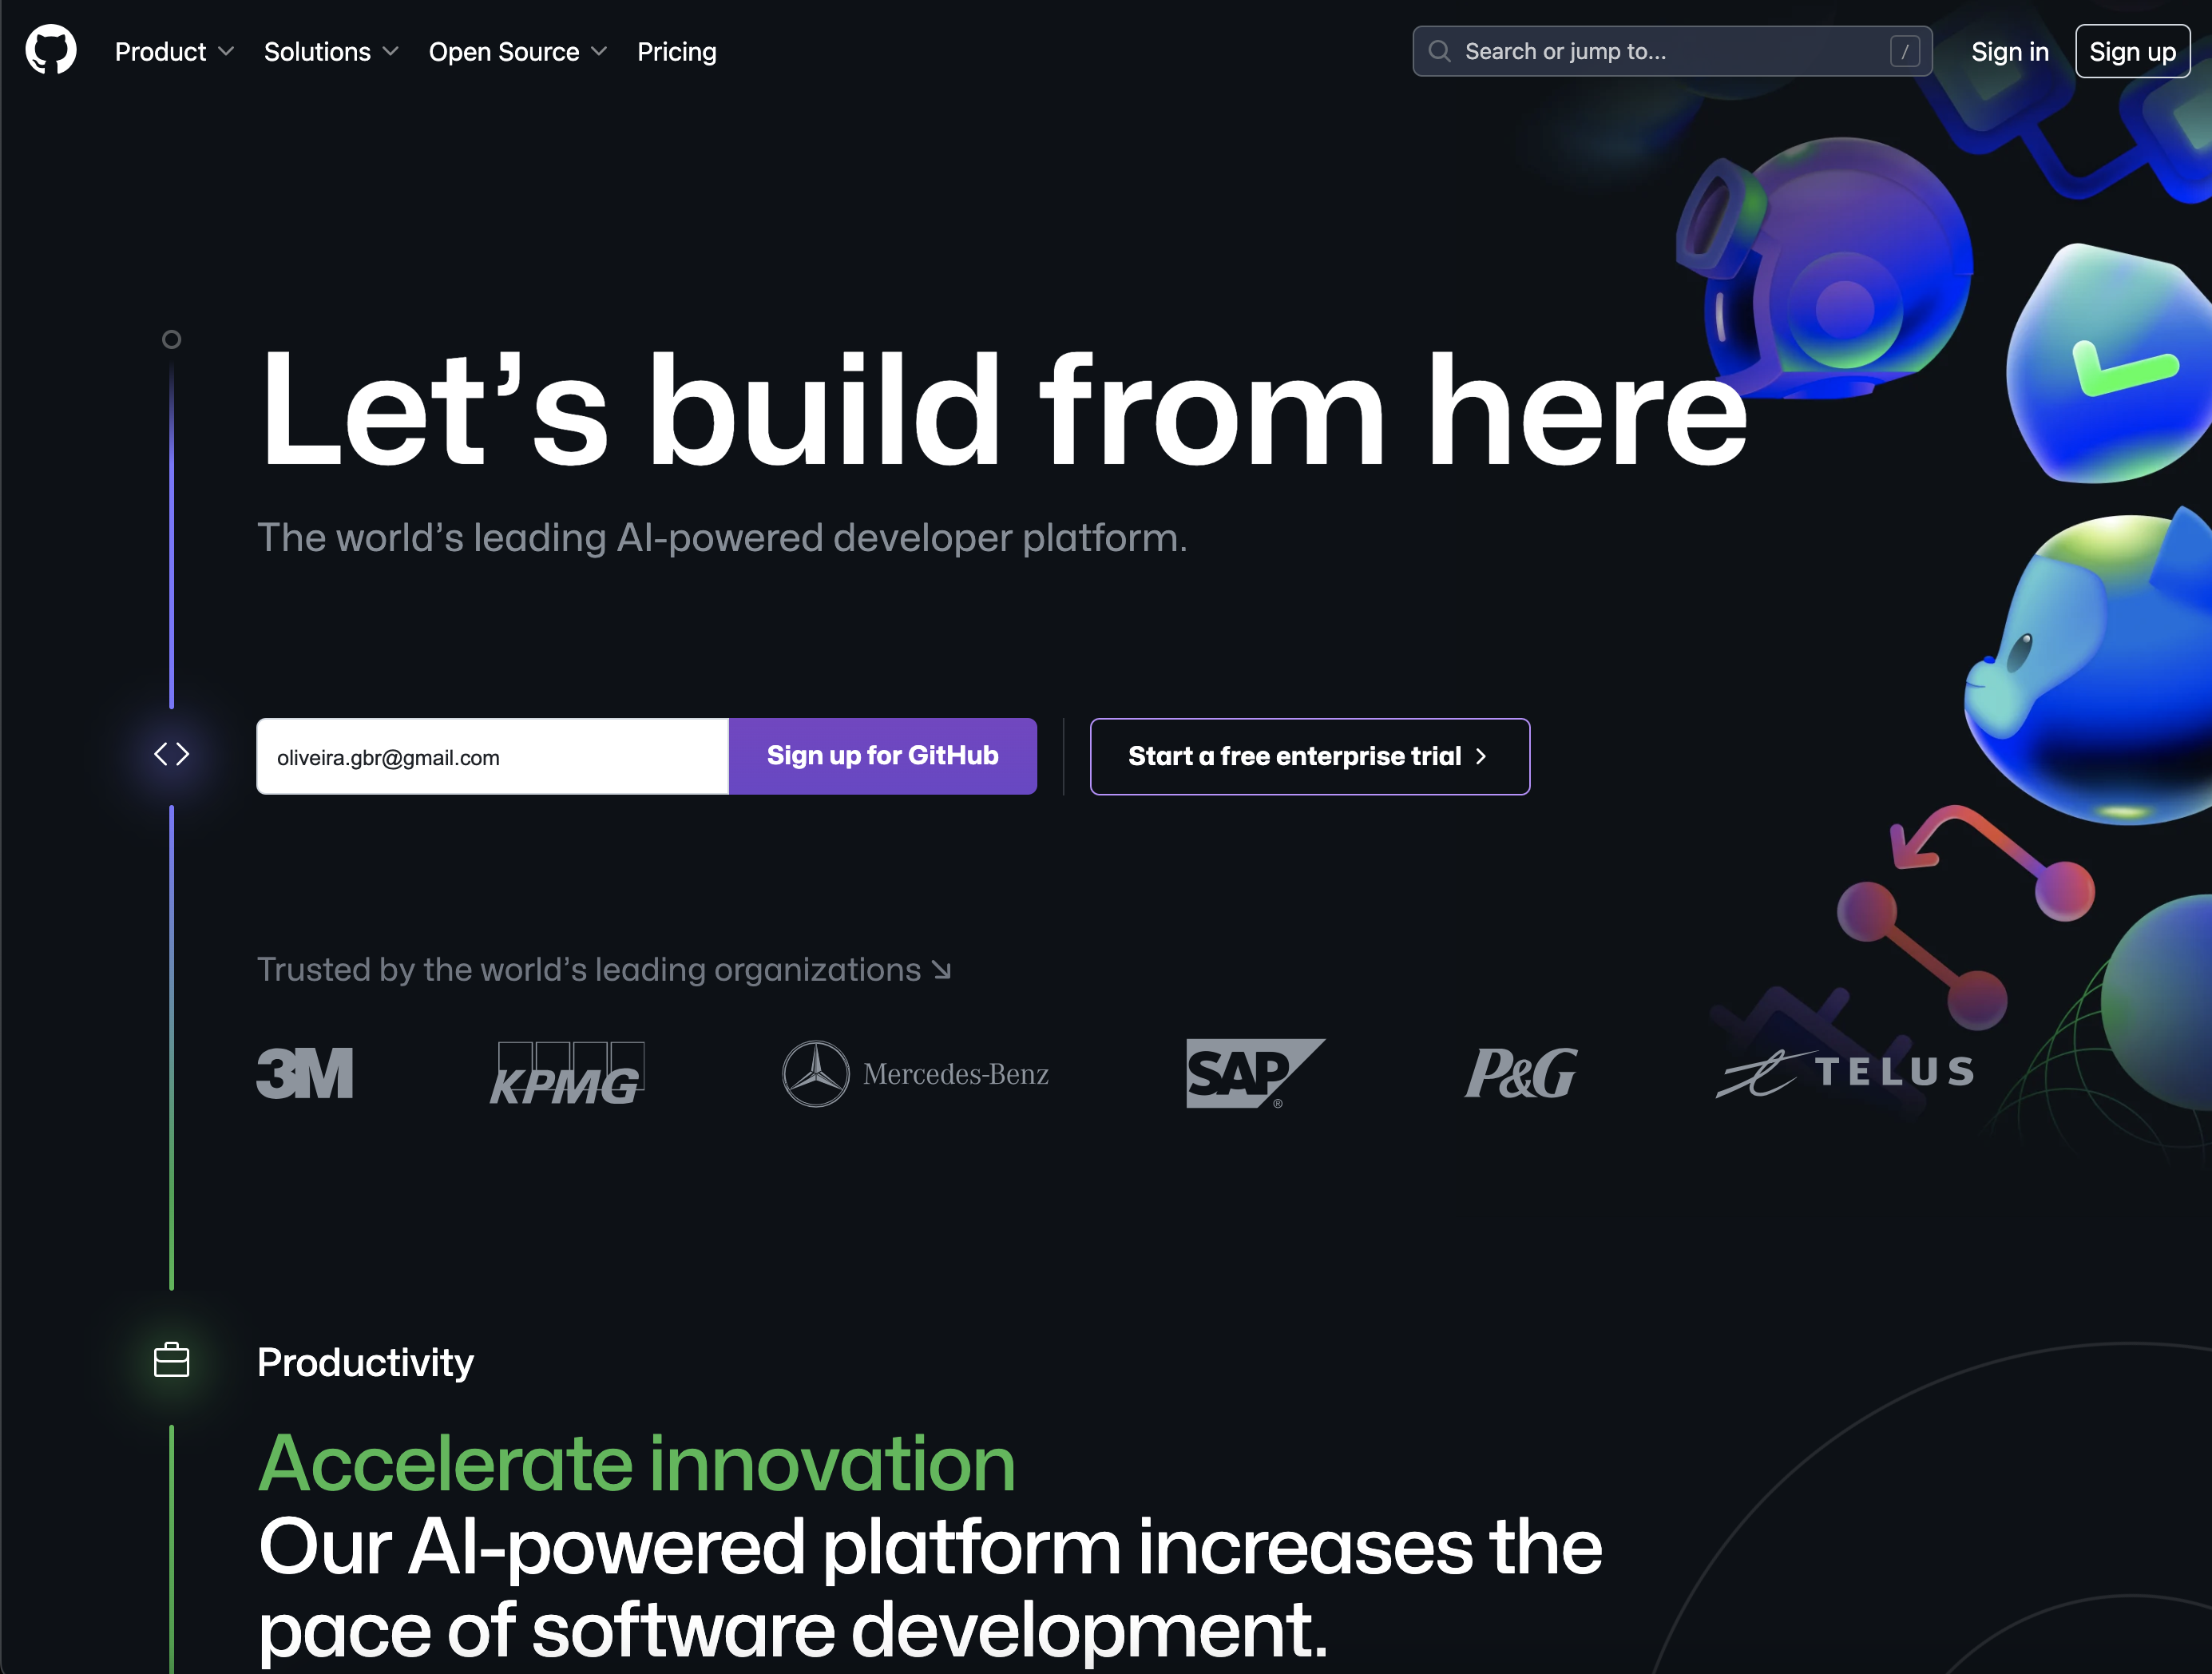 Product
Solutions
Open Source
Pricing
Search or jump to...
/
Sign in
Sign up
Let’s build from here
The world’s leading AI-powered developer platform.
oliveira.gbr@gmail.com
Sign up for GitHub
Start a free enterprise trial
Trusted by the world’s leading organizations
3M
KPMG
Mercedes-Benz
SAP ®
P&G
TELUS
Productivity
Accelerate innovation
Our AI-powered platform increases the
pace of software development.